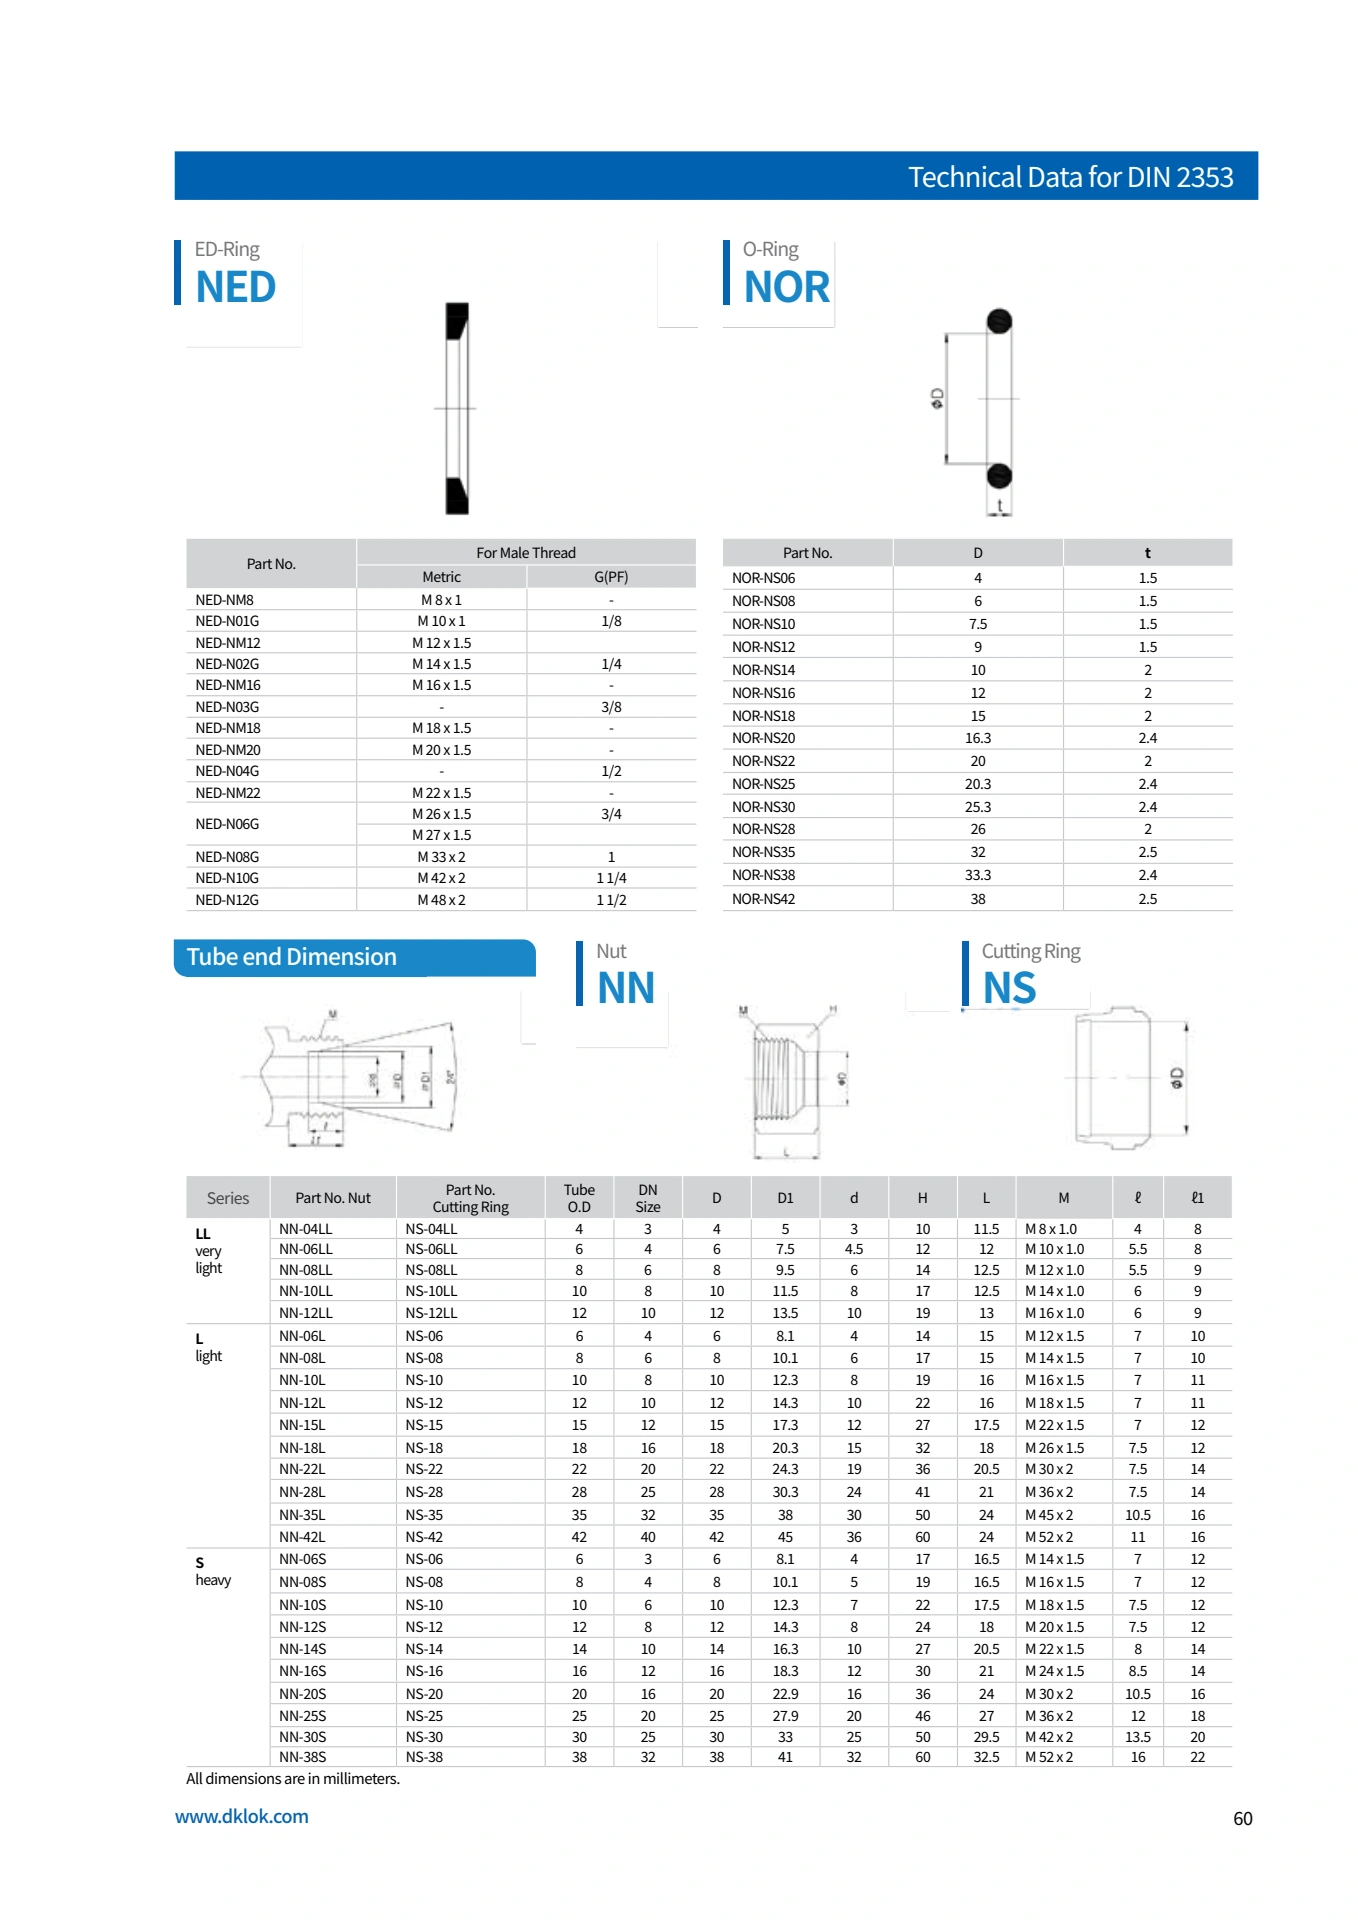 Technical Data for DIN 2353
ED-Ring
NED
O-Ring
NOR
ϕD
t
Part No. For Male Thread
Metric G(PF)
NED-NM8 M 8 x 1 -
NED-N01G M 10 x 1 1/8
NED-NM12 M 12 x 1.5
NED-N02G M 14 x 1.5 1/4
NED-NM16 M 16 x 1.5 -
NED-N03G - 3/8
NED-NM18 M 18 x 1.5 -
NED-NM20 M 20 x 1.5 -
NED-N04G - 1/2
NED-NM22 M 22 x 1.5 -
NED-N06G M 26 x 1.5 3/4
M 27 x 1.5
NED-N08G M 33 x 2 1
NED-N10G M 42 x 2 1 1/4
NED-N12G M 48 x 2 1 1/2
Part No. D t
NOR-NS06 4 1.5
NOR-NS08 6 1.5
NOR-NS10 7.5 1.5
NOR-NS12 9 1.5
NOR-NS14 10 2
NOR-NS16 12 2
NOR-NS18 15 2
NOR-NS20 16.3 2.4
NOR-NS22 20 2
NOR-NS25 20.3 2.4
NOR-NS30 25.3 2.4
NOR-NS28 26 2
NOR-NS35 32 2.5
NOR-NS38 33.3 2.4
NOR-NS42 38 2.5
Tube end Dimension
M
ød
øD
øD1
24°
ℓ
ℓ1
Nut
NN
M
H
ϕD
L
Cutting Ring
NS
ϕD
Series Part No. Nut Part No. Cutting Ring Tube O.D DN Size D D1 d H L M ℓ ℓ1
LL very light
NN-04LL NS-04LL 4 3 4 5 3 10 11.5 M 8 x 1.0 4 8
NN-06LL NS-06LL 6 4 6 7.5 4.5 12 12 M 10 x 1.0 5.5 8
NN-08LL NS-08LL 8 6 8 9.5 6 14 12.5 M 12 x 1.0 5.5 9
NN-10LL NS-10LL 10 8 10 11.5 8 17 12.5 M 14 x 1.0 6 9
NN-12LL NS-12LL 12 10 12 13.5 10 19 13 M 16 x 1.0 6 9
L light
NN-06L NS-06 6 4 6 8.1 4 14 15 M 12 x 1.5 7 10
NN-08L NS-08 8 6 8 10.1 6 17 15 M 14 x 1.5 7 10
NN-10L NS-10 10 8 10 12.3 8 19 16 M 16 x 1.5 7 11
NN-12L NS-12 12 10 12 14.3 10 22 16 M 18 x 1.5 7 11
NN-15L NS-15 15 12 15 17.3 12 27 17.5 M 22 x 1.5 7 12
NN-18L NS-18 18 16 18 20.3 15 32 18 M 26 x 1.5 7.5 12
NN-22L NS-22 22 20 22 24.3 19 36 20.5 M 30 x 2 7.5 14
NN-28L NS-28 28 25 28 30.3 24 41 21 M 36 x 2 7.5 14
NN-35L NS-35 35 32 35 38 30 50 24 M 45 x 2 10.5 16
NN-42L NS-42 42 40 42 45 36 60 24 M 52 x 2 11 16
S heavy
NN-06S NS-06 6 3 6 8.1 4 17 16.5 M 14 x 1.5 7 12
NN-08S NS-08 8 4 8 10.1 5 19 16.5 M 16 x 1.5 7 12
NN-10S NS-10 10 6 10 12.3 7 22 17.5 M 18 x 1.5 7.5 12
NN-12S NS-12 12 8 12 14.3 8 24 18 M 20 x 1.5 7.5 12
NN-14S NS-14 14 10 14 16.3 10 27 20.5 M 22 x 1.5 8 14
NN-16S NS-16 16 12 16 18.3 12 30 21 M 24 x 1.5 8.5 14
NN-20S NS-20 20 16 20 22.9 16 36 24 M 30 x 2 10.5 16
NN-25S NS-25 25 20 25 27.9 20 46 27 M 36 x 2 12 18
NN-30S NS-30 30 25 30 33 25 50 29.5 M 42 x 2 13.5 20
NN-38S NS-38 38 32 38 41 32 60 32.5 M 52 x 2 16 22
All dimensions are in millimeters.
www.dklok.com
60